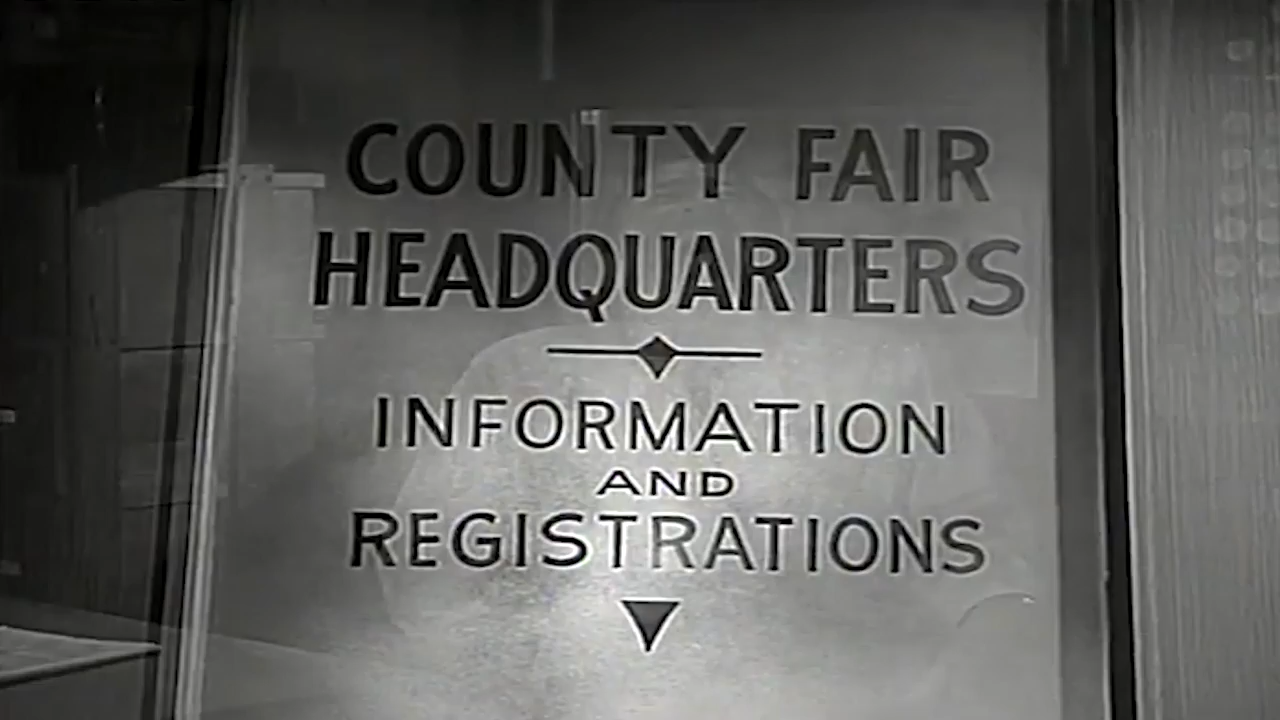 COUNTY FAIR
HEADQUARTERS
INFORMATION
AND
REGISTRATIONS